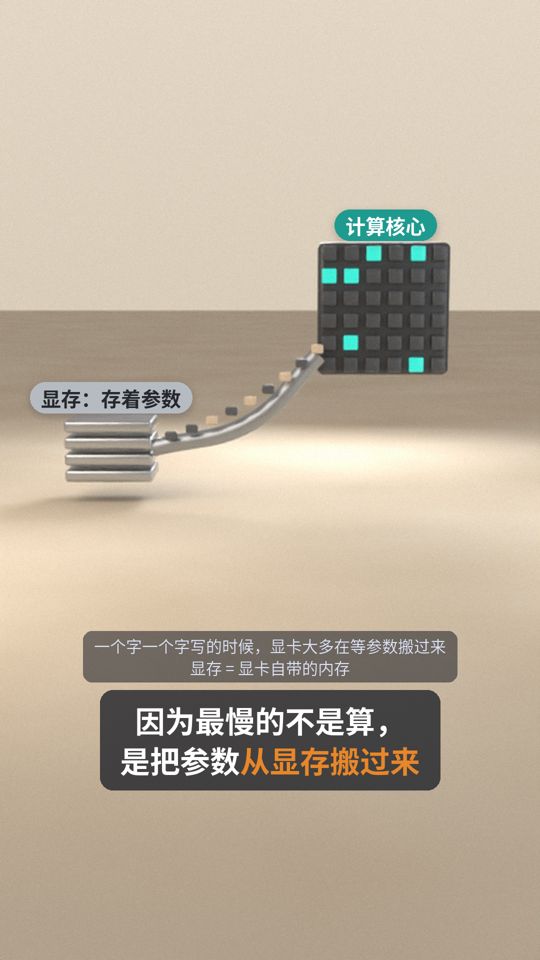 计算核心
显存：存着参数
一个字一个字写的时候，显卡大多在等参数搬过来
显存 = 显卡自带的内存
因为最慢的不是算，
是把参数从显存搬过来